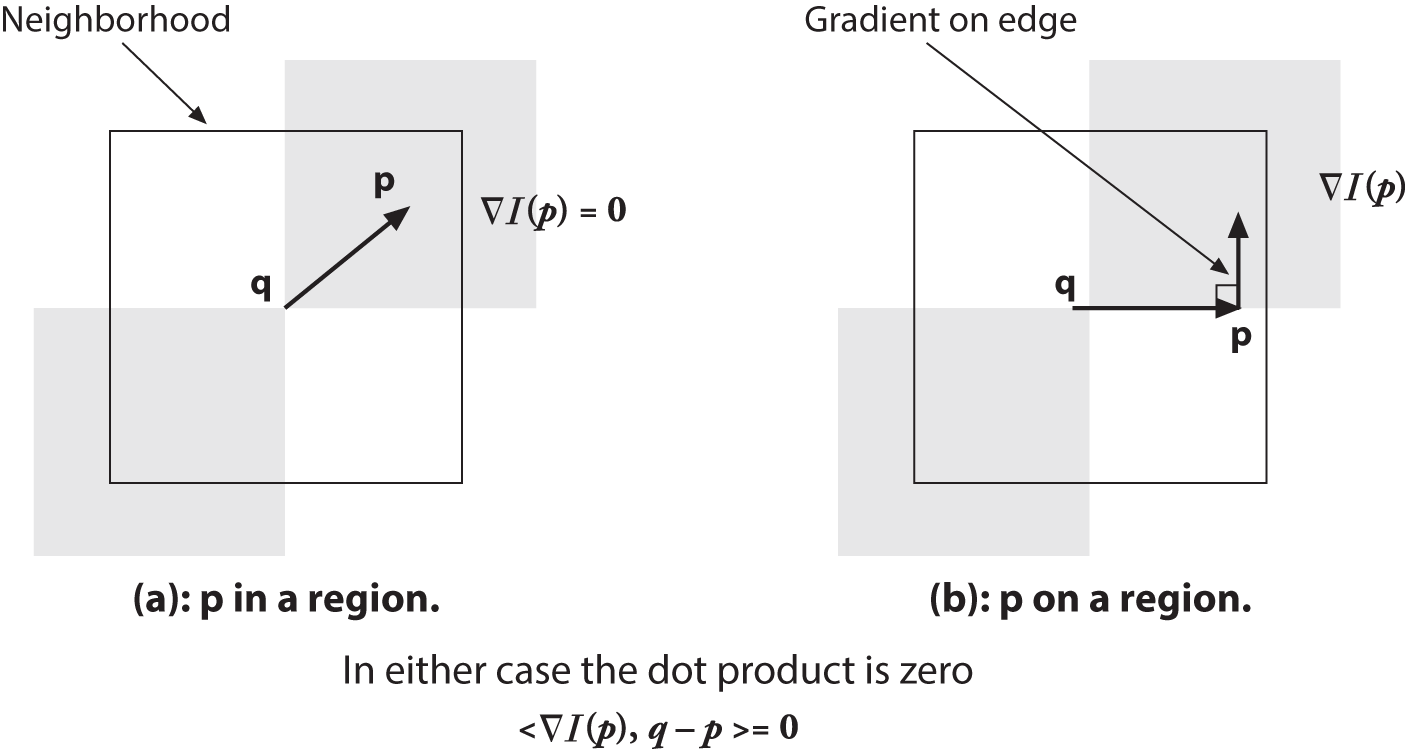 Neighborhood
p
∇I(p) = 0
q
(a): p in a region.
Gradient on edge
∇I(p)
q
p
(b): p on a region.
In either case the dot product is zero
<∇I(p), q – p >= 0